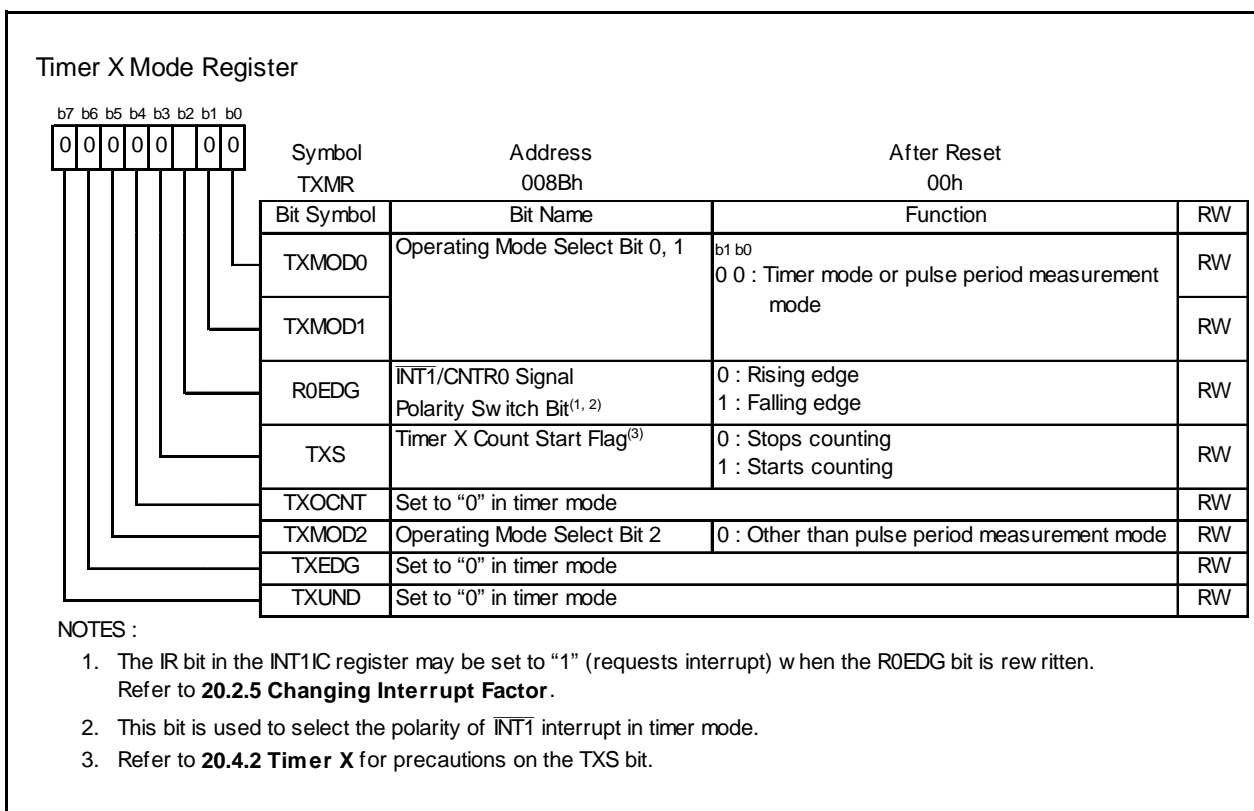 Timer X Mode Register
b7 b6 b5 b4 b3 b2 b1 b0
0 0 0 0 0 0 0
Symbol Address After Reset
TXMR 008Bh 00h
Bit Symbol Bit Name Function RW
TXMOD0 Operating Mode Select Bit 0, 1 b1 b0
0 0 : Timer mode or pulse period measurement
mode RW
TXMOD1 RW
R0EDG INT1/CNTR0 Signal
Polarity Switch Bit(1, 2) 0 : Rising edge
1 : Falling edge RW
TXS Timer X Count Start Flag(3) 0 : Stops counting
1 : Starts counting RW
TXOCNT Set to “0” in timer mode RW
TXMOD2 Operating Mode Select Bit 2 0 : Other than pulse period measurement mode RW
TXEDG Set to “0” in timer mode RW
TXUND Set to “0” in timer mode RW
NOTES :
1. The IR bit in the INT1IC register may be set to “1” (requests interrupt) when the R0EDG bit is rewritten.
Refer to 20.2.5 Changing Interrupt Factor.
2. This bit is used to select the polarity of INT1 interrupt in timer mode.
3. Refer to 20.4.2 Timer X for precautions on the TXS bit.